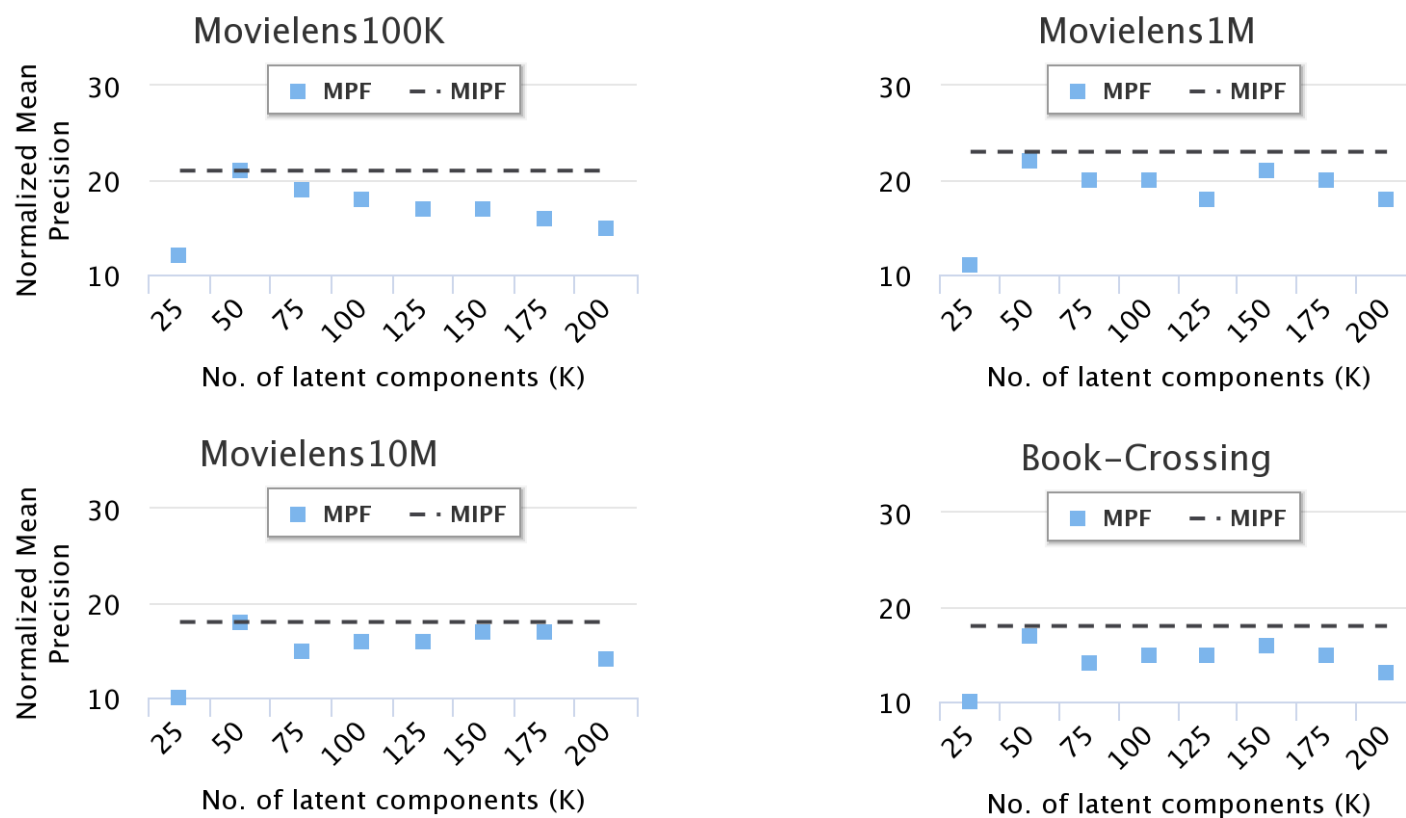 Movielens100K
MPF MIPF
Normalized Mean
Precision
30
20
10
25 50 75 100 125 150 175 200
No. of latent components (K)
Movielens1M
MPF MIPF
30
20
10
25 50 75 100 125 150 175 200
No. of latent components (K)
Movielens10M
MPF MIPF
Normalized Mean
Precision
30
20
10
25 50 75 100 125 150 175 200
No. of latent components (K)
Book-Crossing
MPF MIPF
30
20
10
25 50 75 100 125 150 175 200
No. of latent components (K)